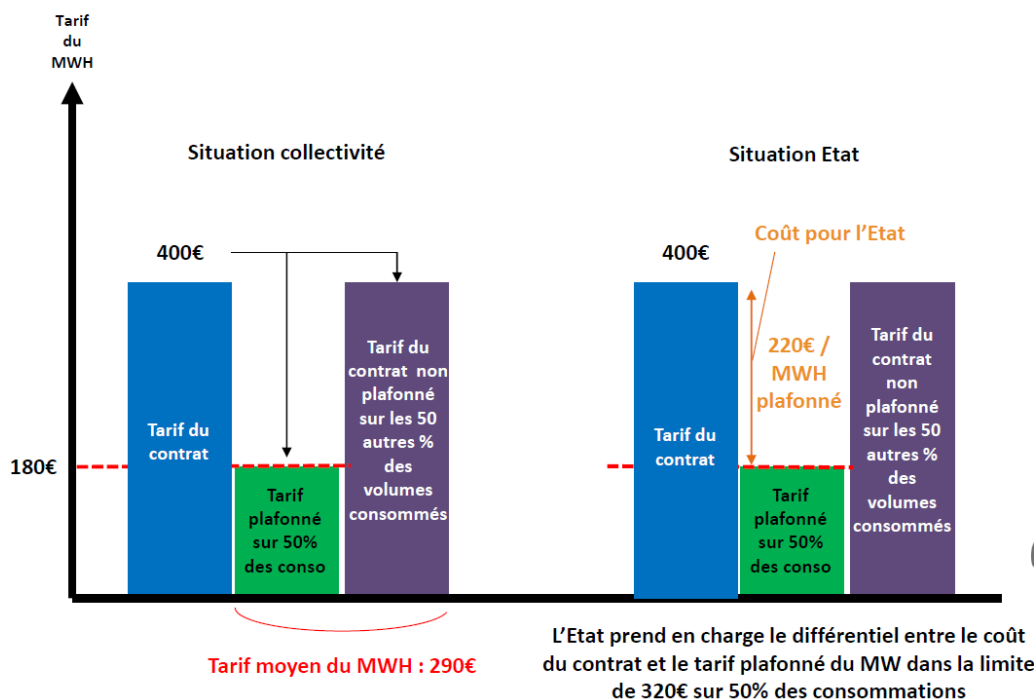 Tarif
du
MWH
Situation collectivité
400€
Tarif du
contrat
Tarif
plafonné
sur 50%
des conso
Tarif du
contrat non
plafonné
sur les 50
autres %
des
volumes
consommés
180€
Tarif moyen du MWH : 290€
Situation Etat
Coût pour l’Etat
400€
220€ /
MWH
plafonné
Tarif du
contrat
Tarif
plafonné
sur 50%
des conso
Tarif du
contrat
non
plafonné
sur les 50
autres %
des
volumes
consommés
L’Etat prend en charge le différentiel entre le coût
du contrat et le tarif plafonné du MW dans la limite
de 320€ sur 50% des consommations